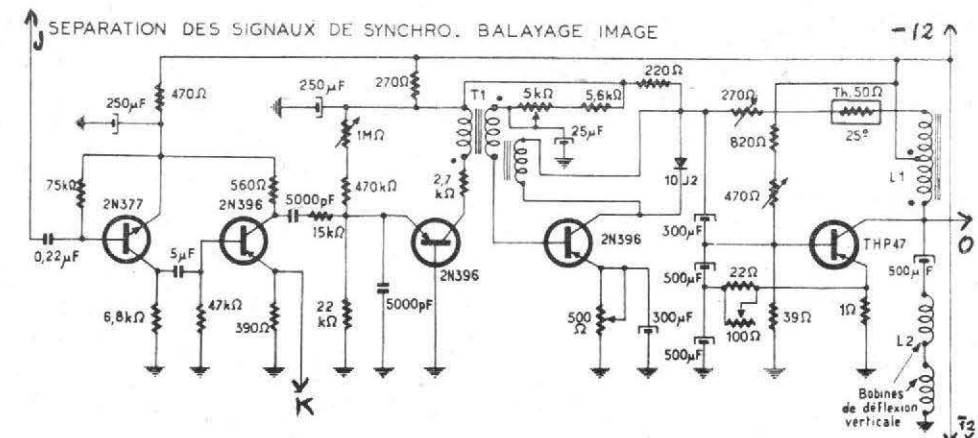 J
SEPARATION DES SIGNAUX DE SYNCHRO. BALAYAGE IMAGE
-12
470Ω
250µF
250µF
270Ω
220Ω
T1
5kΩ
5,6kΩ
270Ω
Th.50Ω
25°
1MΩ
25µF
820Ω
L1
75kΩ
560Ω
470kΩ
2,7
kΩ
10J2
470Ω
2N377
2N396
5000pF
15kΩ
2N396
2N396
300µF
THP47
O
0,22µF
5µF
5000pF
500µF
22Ω
500µF
6,8kΩ
47kΩ
390Ω
22
kΩ
500
Ω
300µF
100Ω
39Ω
1Ω
L2
500µF
K
Bobines
de déflexion
verticale